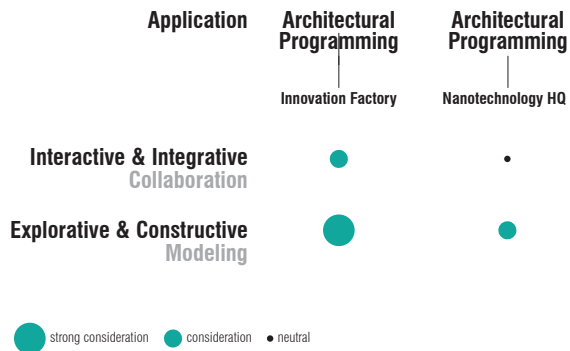 Application
Architectural
Programming
Architectural
Programming
Innovation Factory
Nanotechnology HQ
Interactive & Integrative
Collaboration
Explorative & Constructive
Modeling
strong consideration
consideration
neutral